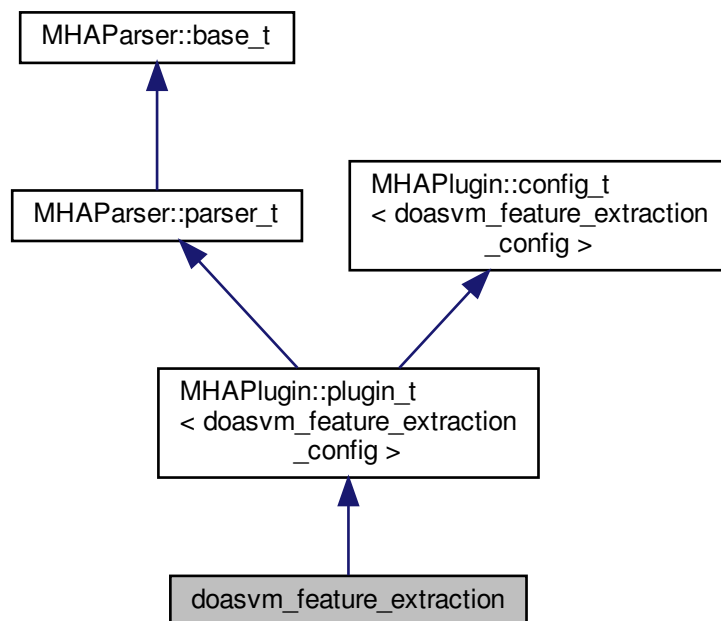 MHAParser::base_t
MHAParser::parser_t
MHAPlugin::config_t
< doasvm_feature_extraction
_config >
MHAPlugin::plugin_t
< doasvm_feature_extraction
_config >
doasvm_feature_extraction